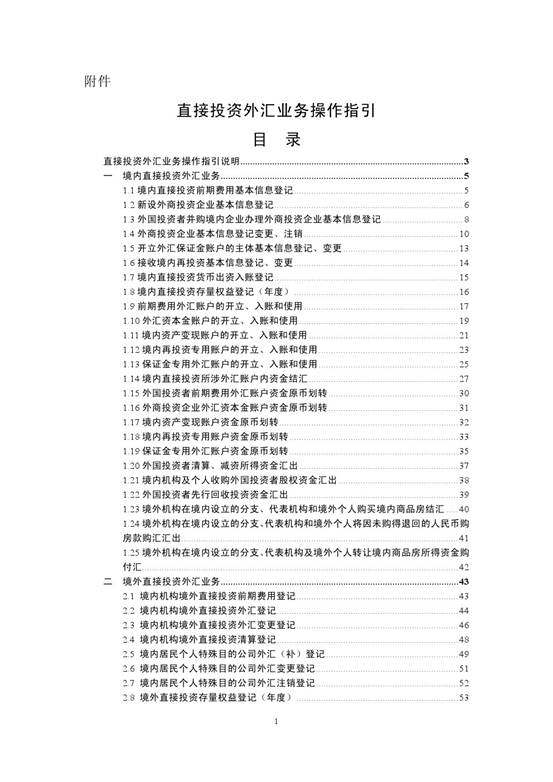 附件
直接投资外汇业务操作指引
目 录
直接投资外汇业务操作指引说明......3
一 境内直接投资外汇业务......5
1.1 境内直接投资前期费用基本信息登记......5
1.2 新设外商投资企业基本信息登记......6
1.3 外国投资者并购境内企业办理外商投资企业基本信息登记......8
1.4 外商投资企业基本信息登记变更、注销......10
1.5 开立外汇保证金账户的主体基本信息登记、变更......13
1.6 接收境内再投资基本信息登记、变更......14
1.7 境内直接投资货币出资入账登记......15
1.8 境内直接投资存量权益登记（年度）......16
1.9 前期费用外汇账户的开立、入账和使用......17
1.10 外汇资本金账户的开立、入账和使用......19
1.11 境内资产变现账户的开立、入账和使用......21
1.12 境内再投资专用账户的开立、入账和使用......23
1.13 保证金专用外汇账户的开立、入账和使用......25
1.14 境内直接投资所涉外汇账户内资金结汇......27
1.15 外国投资者前期费用外汇账户资金原币划转......30
1.16 外商投资企业外汇资本金账户资金原币划转......31
1.17 境内资产变现账户资金原币划转......32
1.18 境内再投资专用账户资金原币划转......33
1.19 保证金专用外汇账户资金原币划转......35
1.20 外国投资者清算、减资所得资金汇出......37
1.21 境内机构及个人收购外国投资者股权资金汇出......38
1.22 外国投资者先行回收投资资金汇出......39
1.23 境外机构在境内设立的分支、代表机构和境外个人购买境内商品房结汇......40
1.24 境外机构在境内设立的分支、代表机构和境外个人将因未购得退回的人民币购
房款购汇汇出......41
1.25 境外机构在境内设立的分支、代表机构及境外个人转让境内商品房所得资金购
付汇......42
二 境外直接投资外汇业务......43
2.1 境内机构境外直接投资前期费用登记......43
2.2 境内机构境外直接投资外汇登记......44
2.3 境内机构境外直接投资外汇变更登记......46
2.4 境内机构境外直接投资清算登记......48
2.5 境内居民个人特殊目的公司外汇（补）登记......49
2.6 境内居民个人特殊目的公司外汇变更登记......51
2.7 境内居民个人特殊目的公司外汇注销登记......52
2.8 境外直接投资存量权益登记（年度）......53
1